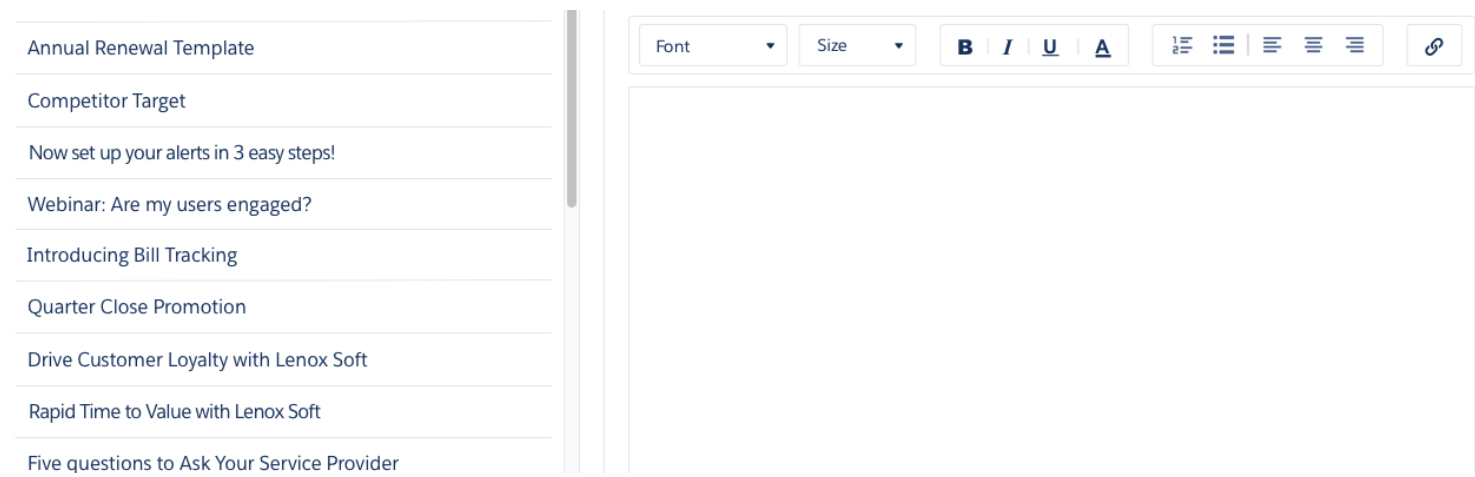 Annual Renewal Template
Competitor Target
Now set up your alerts in 3 easy steps!
Webinar: Are my users engaged?
Introducing Bill Tracking
Quarter Close Promotion
Drive Customer Loyalty with Lenox Soft
Rapid Time to Value with Lenox Soft
Five questions to Ask Your Service Provider
Font Size B I U A